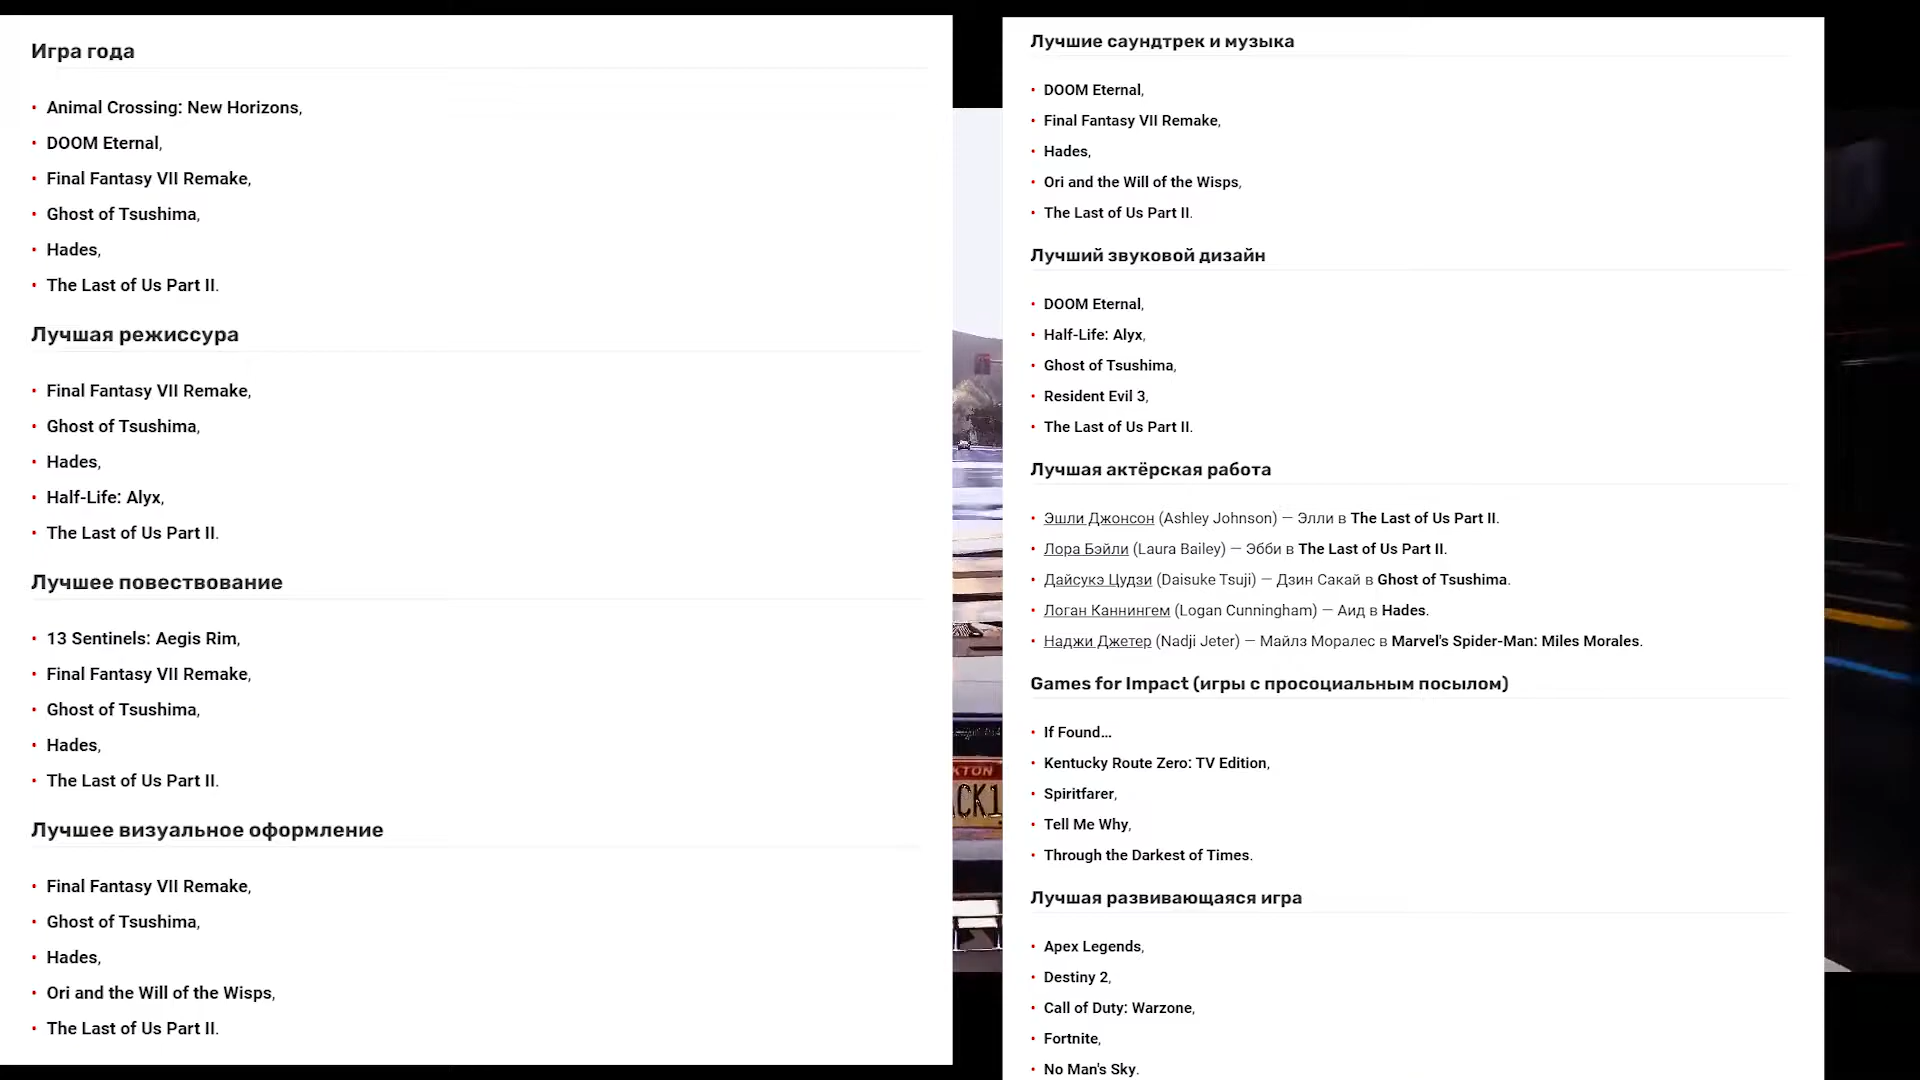 Игра года
• Animal Crossing: New Horizons,
• DOOM Eternal,
• Final Fantasy VII Remake,
• Ghost of Tsushima,
• Hades,
• The Last of Us Part II.
Лучшая режиссура
• Final Fantasy VII Remake,
• Ghost of Tsushima,
• Hades,
• Half-Life: Alyx,
• The Last of Us Part II.
Лучшее повествование
• 13 Sentinels: Aegis Rim,
• Final Fantasy VII Remake,
• Ghost of Tsushima,
• Hades,
• The Last of Us Part II.
Лучшее визуальное оформление
• Final Fantasy VII Remake,
• Ghost of Tsushima,
• Hades,
• Ori and the Will of the Wisps,
• The Last of Us Part II.
KTON
CK1
Лучшие саундтрек и музыка
• DOOM Eternal,
• Final Fantasy VII Remake,
• Hades,
• Ori and the Will of the Wisps,
• The Last of Us Part II.
Лучший звуковой дизайн
• DOOM Eternal,
• Half-Life: Alyx,
• Ghost of Tsushima,
• Resident Evil 3,
• The Last of Us Part II.
Лучшая актёрская работа
• Эшли Джонсон (Ashley Johnson) — Элли в The Last of Us Part II.
• Лора Бэйли (Laura Bailey) — Эбби в The Last of Us Part II.
• Дайсукэ Цудзи (Daisuke Tsuji) — Дзин Сакай в Ghost of Tsushima.
• Логан Каннингем (Logan Cunningham) — Аид в Hades.
• Наджи Джетер (Nadji Jeter) — Майлз Моралес в Marvel's Spider-Man: Miles Morales.
Games for Impact (игры с просоциальным посылом)
• If Found...
• Kentucky Route Zero: TV Edition,
• Spiritfarer,
• Tell Me Why,
• Through the Darkest of Times.
Лучшая развивающаяся игра
• Apex Legends,
• Destiny 2,
• Call of Duty: Warzone,
• Fortnite,
• No Man's Sky.